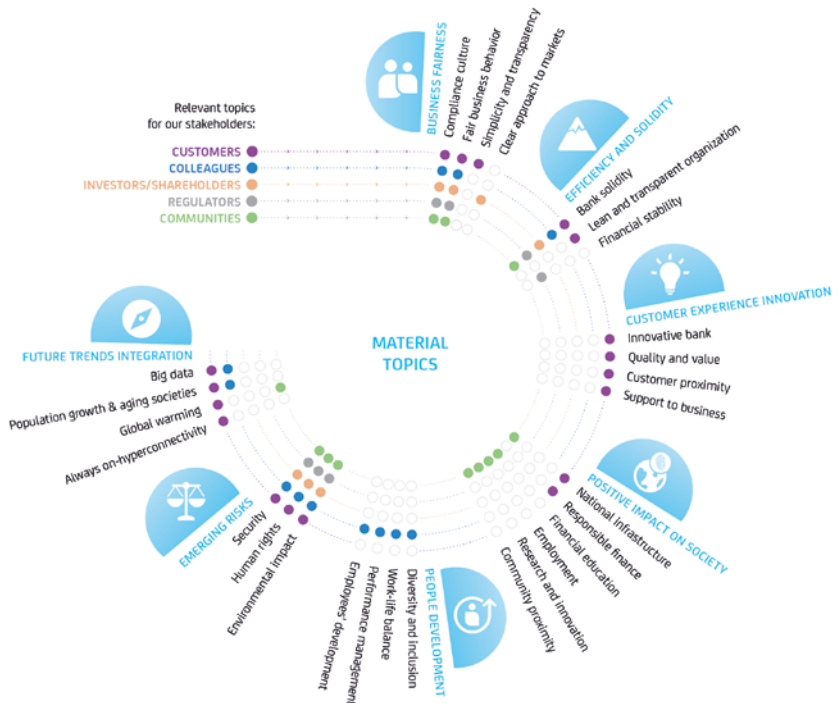 Relevant topics
for our stakeholders:
CUSTOMERS
COLLEAGUES
INVESTORS/SHAREHOLDERS
REGULATORS
COMMUNITIES
MATERIAL
TOPICS
BUSINESS FAIRNESS
Compliance culture
Fair business behavior
Simplicity and transparency
Clear approach to markets
EFFICIENCY AND SOLIDITY
Bank solidity
Lean and transparent organization
Financial stability
CUSTOMER EXPERIENCE INNOVATION
Innovative bank
Quality and value
Customer proximity
Support to business
POSITIVE IMPACT ON SOCIETY
National infrastructure
Responsible finance
Financial education
Employment
Research and innovation
Community proximity
PEOPLE DEVELOPMENT
Diversity and inclusion
Work-life balance
Performance management
Employees' development
EMERGING RISKS
Security
Human rights
Environmental impact
FUTURE TRENDS INTEGRATION
Big data
Population growth & aging societies
Global warming
Always on-hyperconnectivity